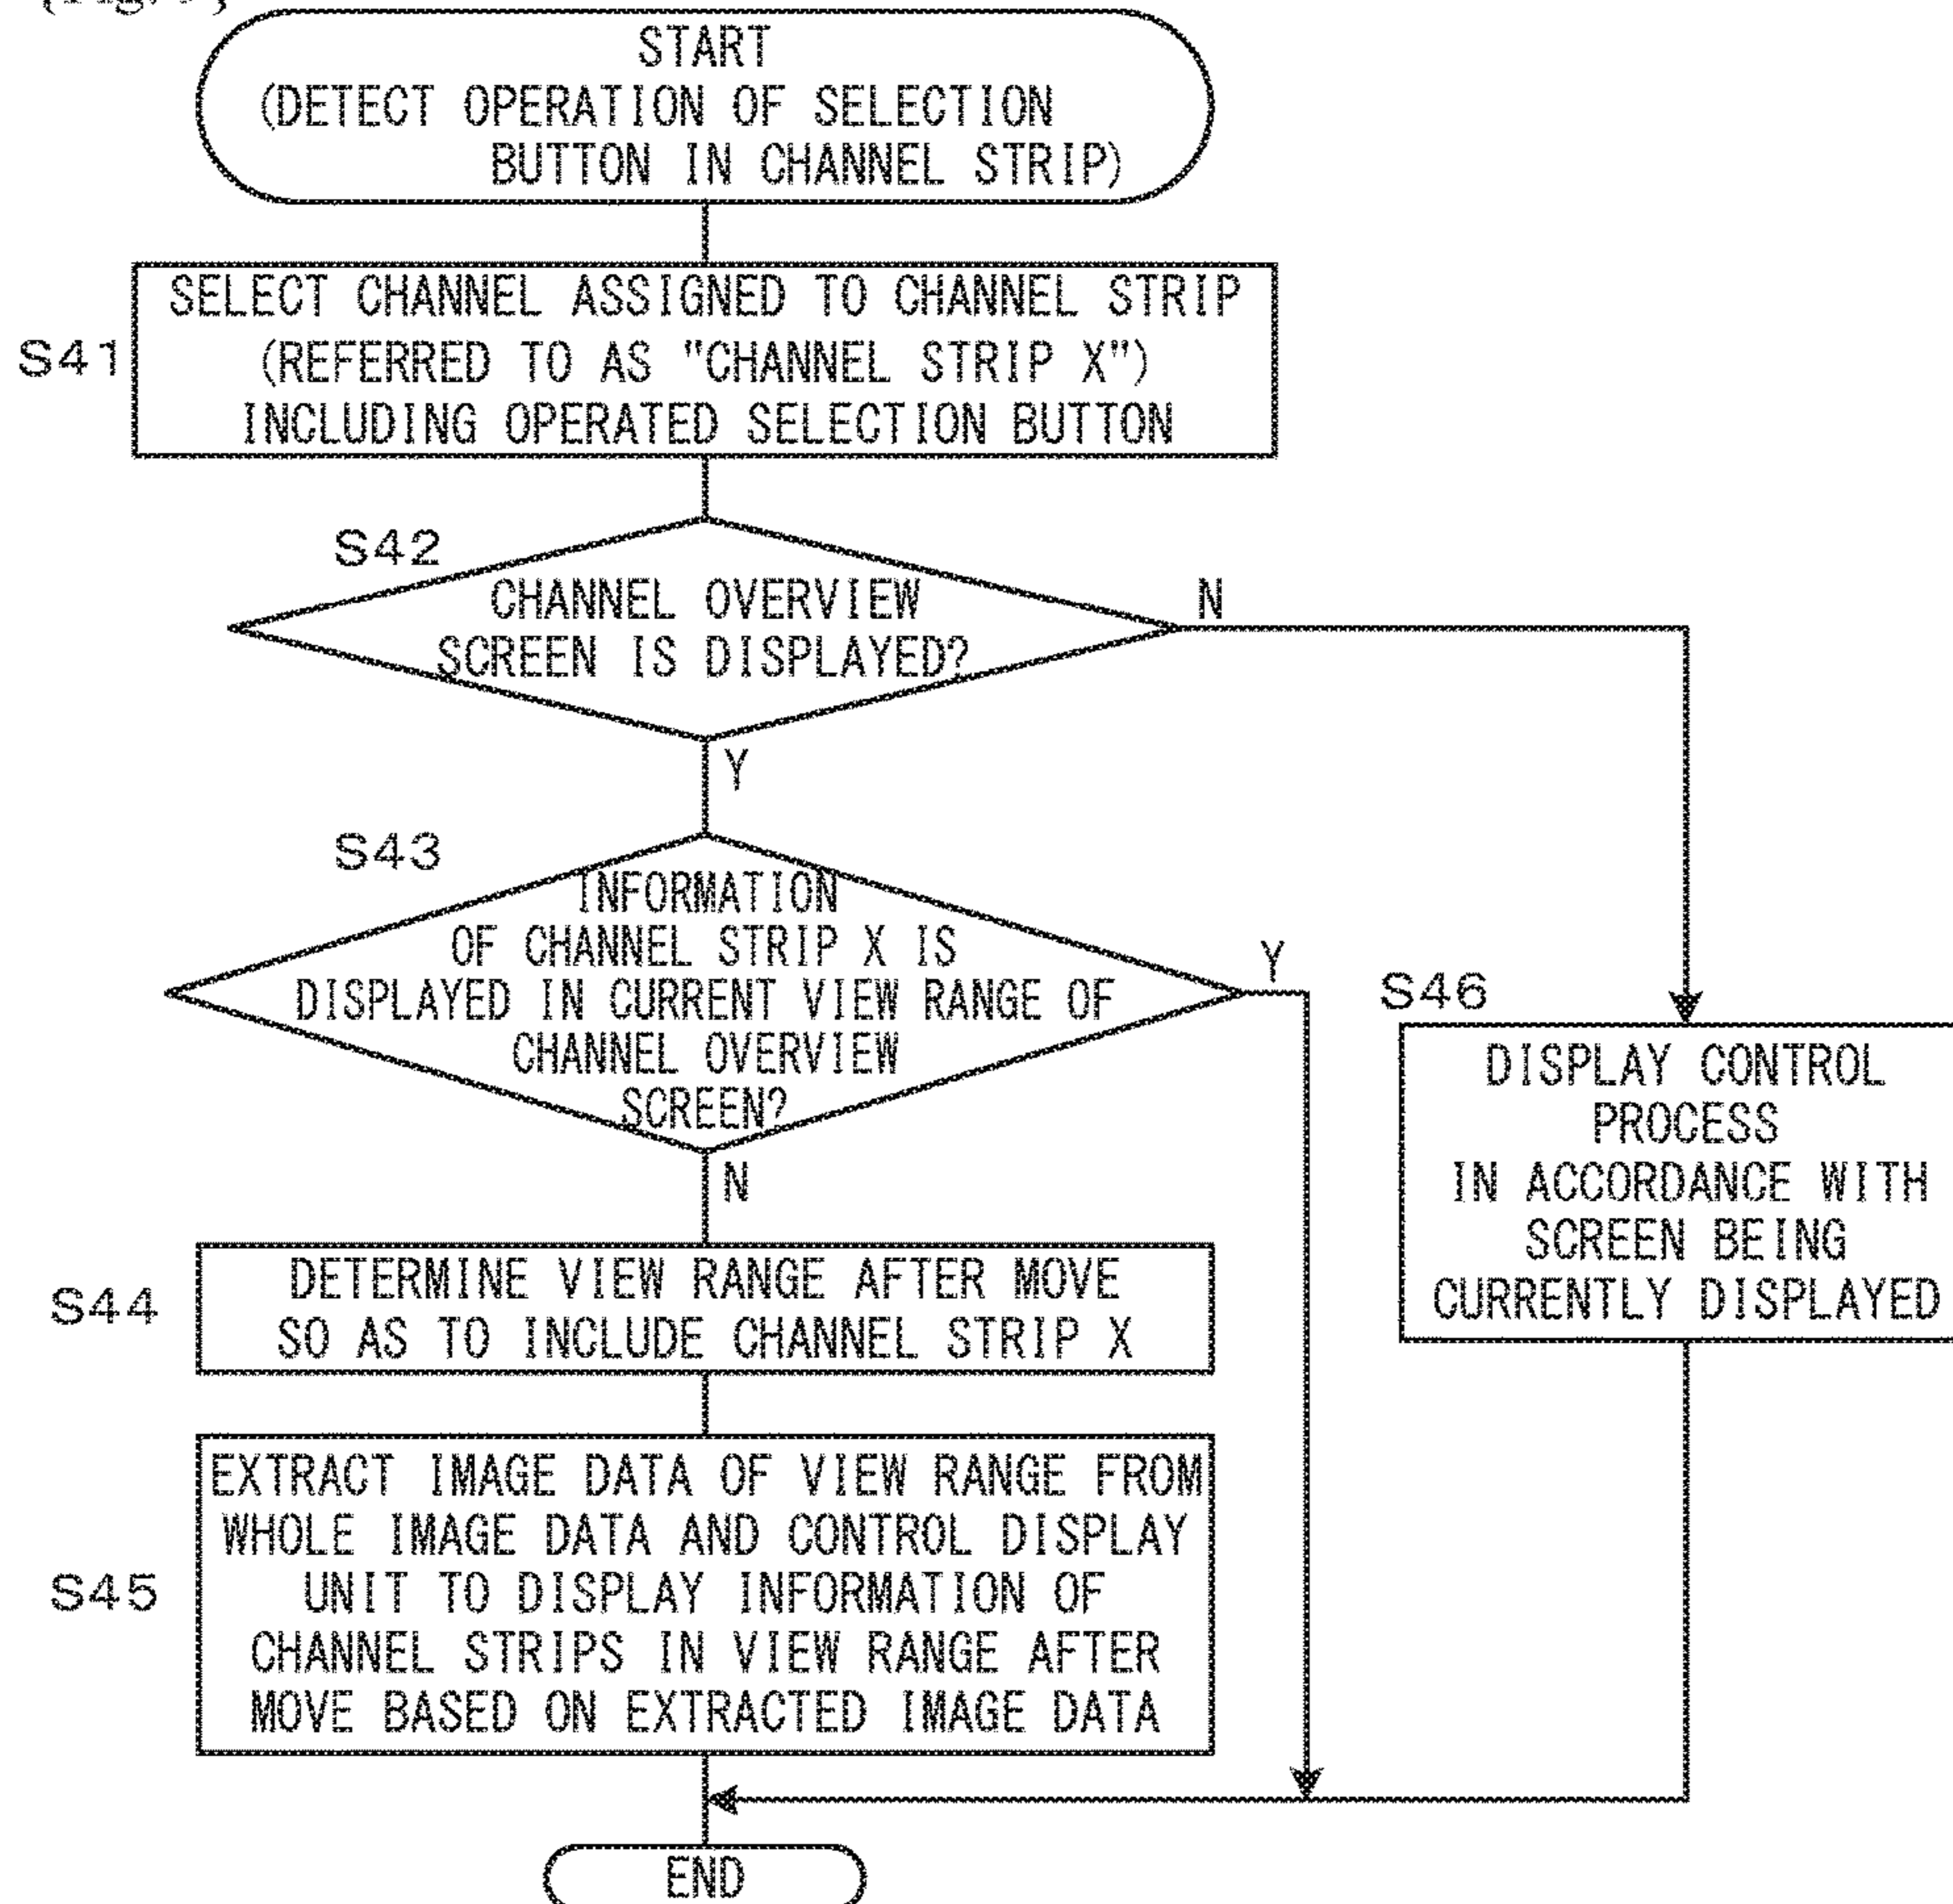 START
(DETECT OPERATION OF SELECTION
BUTTON IN CHANNEL STRIP)
S41
SELECT CHANNEL ASSIGNED TO CHANNEL STRIP
(REFERRED TO AS "CHANNEL STRIP X")
INCLUDING OPERATED SELECTION BUTTON
S42
CHANNEL OVERVIEW
SCREEN IS DISPLAYED?
N
Y
S43
INFORMATION
OF CHANNEL STRIP X IS
DISPLAYED IN CURRENT VIEW RANGE OF
CHANNEL OVERVIEW
SCREEN?
Y
N
S46
DISPLAY CONTROL
PROCESS
IN ACCORDANCE WITH
SCREEN BEING
CURRENTLY DISPLAYED
S44
DETERMINE VIEW RANGE AFTER MOVE
SO AS TO INCLUDE CHANNEL STRIP X
S45
EXTRACT IMAGE DATA OF VIEW RANGE FROM
WHOLE IMAGE DATA AND CONTROL DISPLAY
UNIT TO DISPLAY INFORMATION OF
CHANNEL STRIPS IN VIEW RANGE AFTER
MOVE BASED ON EXTRACTED IMAGE DATA
END